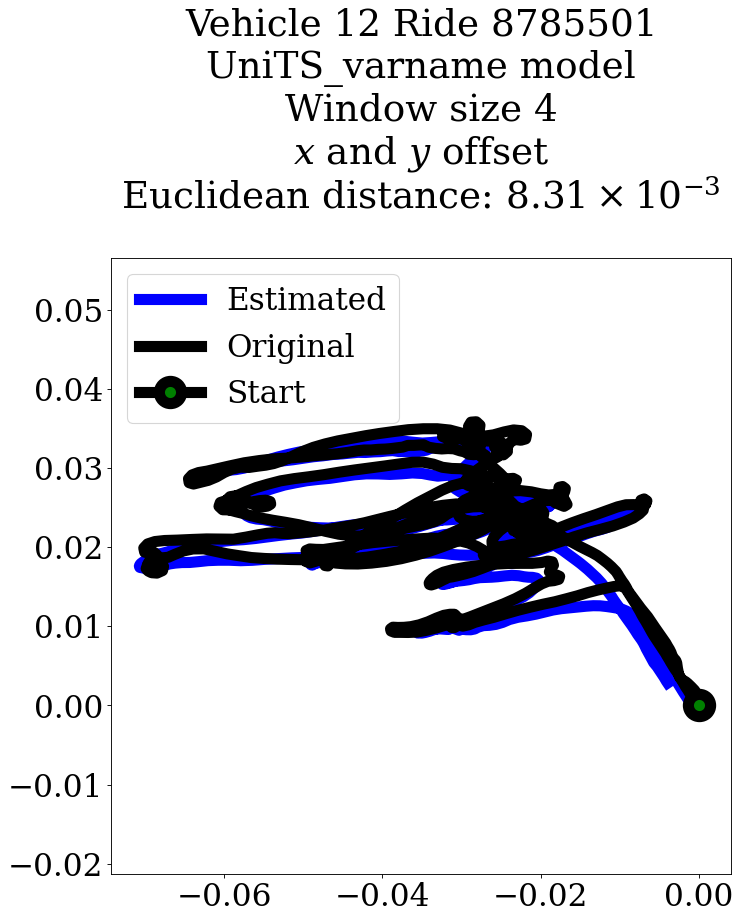 Vehicle 12 Ride 8785501
UniTS_varname model
Window size 4
x and y offset
Euclidean distance: 8.31 × 10⁻³
Estimated
Original
Start
0.05
0.04
0.03
0.02
0.01
0.00
−0.01
−0.02
−0.06
−0.04
−0.02
0.00